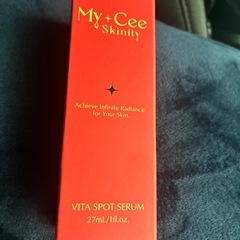 My✦Cee
Skinity
Achieve Infinite Radiance
for Your Skin.
VITA SPOT SERUM
27mL/1fl.oz.